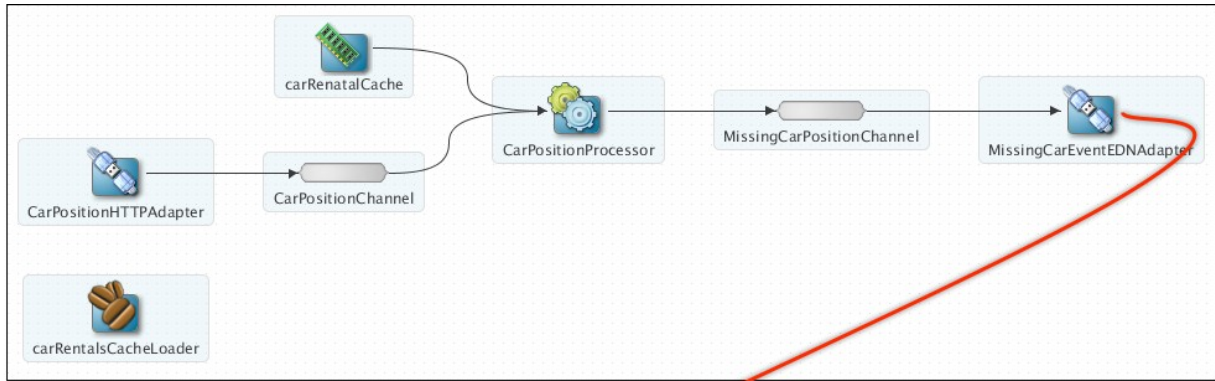 carRenatalCache
CarPositionProcessor
MissingCarPositionChannel
MissingCarEventEDNAdapter
CarPositionHTTPAdapter
CarPositionChannel
carRentalsCacheLoader